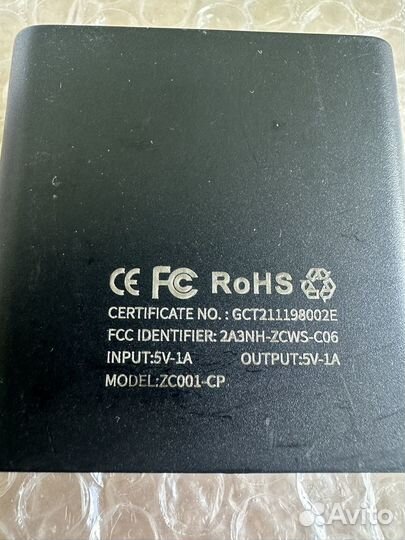 CE FC RoHS
CERTIFICATE NO. : GCT211198002E
FCC IDENTIFIER: 2A3NH-ZCWS-C06
INPUT:5V-1A OUTPUT:5V-1A
MODEL:ZC001-CP
Avito